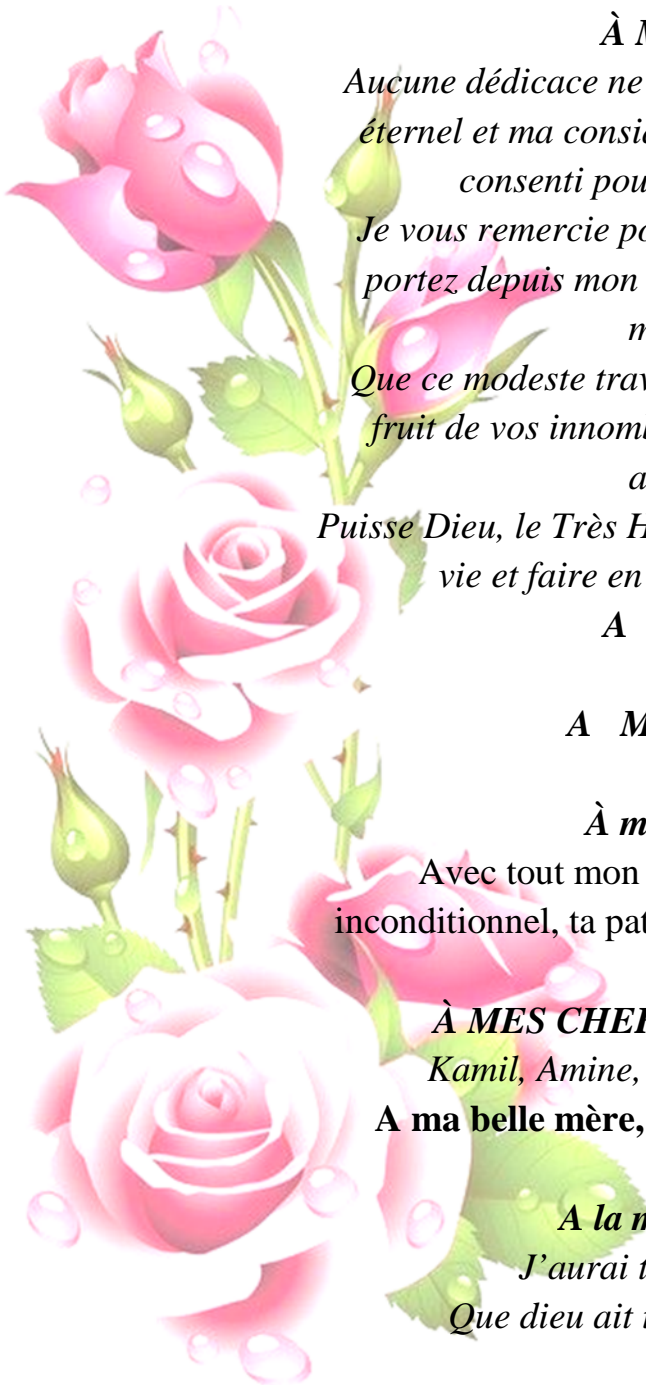 À M
Aucune dédicace ne
éternel et ma consid
consenti pou
Je vous remercie po
portez depuis mon
m
Que ce modeste trav
fruit de vos innom
a
Puisse Dieu, le Très H
vie et faire en
A
A M
À m
Avec tout mon
inconditionnel, ta pat
À MES CHE
Kamil, Amine,
A ma belle mère,
A la m
J’aurai t
Que dieu ait